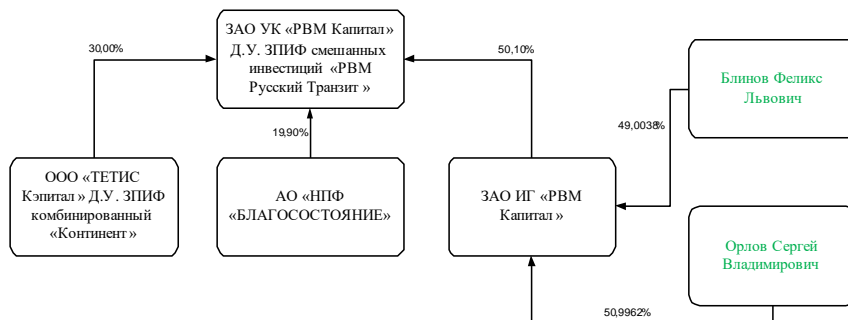 ЗАО УК «РВМ Капитал»
Д.У. ЗПИФ смешанных
инвестиций «РВМ
Русский Транзит »
30,00%
50,10%
Блинов Феликс
Львович
49,0038%
19,90%
ООО «ТЕТИС
Кэпитал» Д.У. ЗПИФ
комбинированный
«Континент»
АО «НПФ
«БЛАГОСОСТОЯНИЕ»
ЗАО ИГ «РВМ
Капитал »
Орлов Сергей
Владимирович
50,9962%